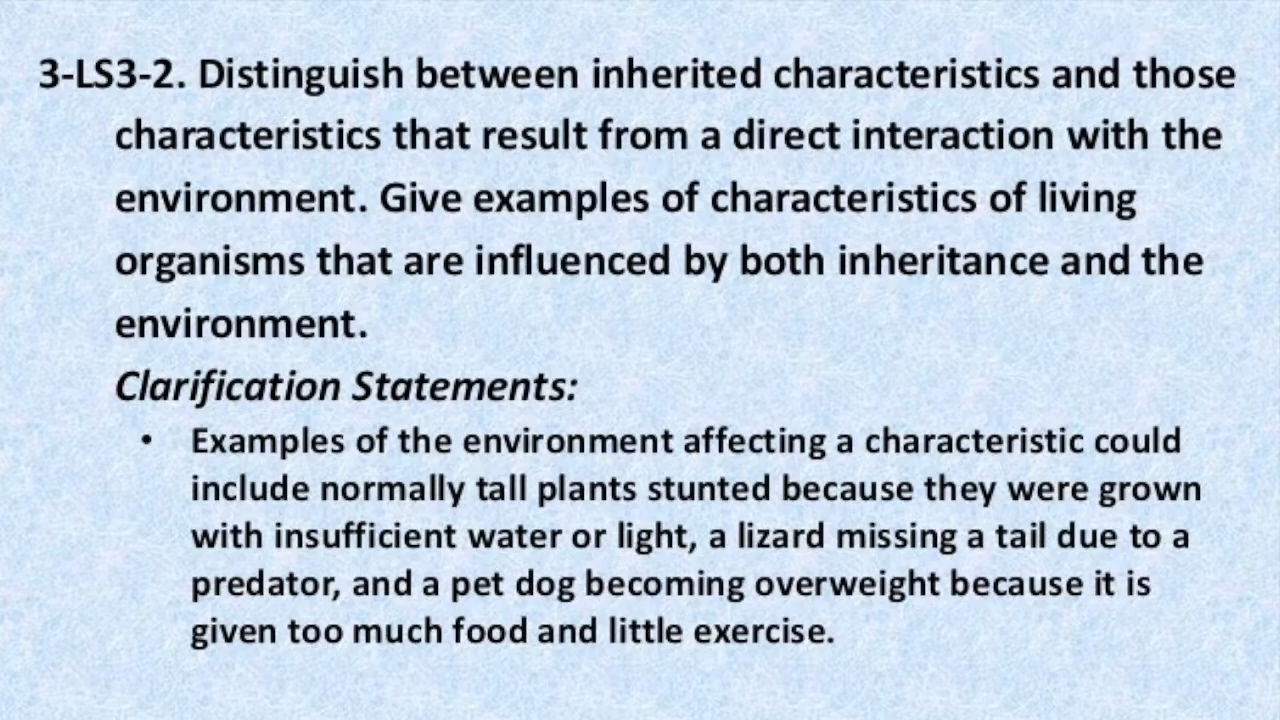 3-LS3-2. Distinguish between inherited characteristics and those
characteristics that result from a direct interaction with the
environment. Give examples of characteristics of living
organisms that are influenced by both inheritance and the
environment.
Clarification Statements:
• Examples of the environment affecting a characteristic could
include normally tall plants stunted because they were grown
with insufficient water or light, a lizard missing a tail due to a
predator, and a pet dog becoming overweight because it is
given too much food and little exercise.